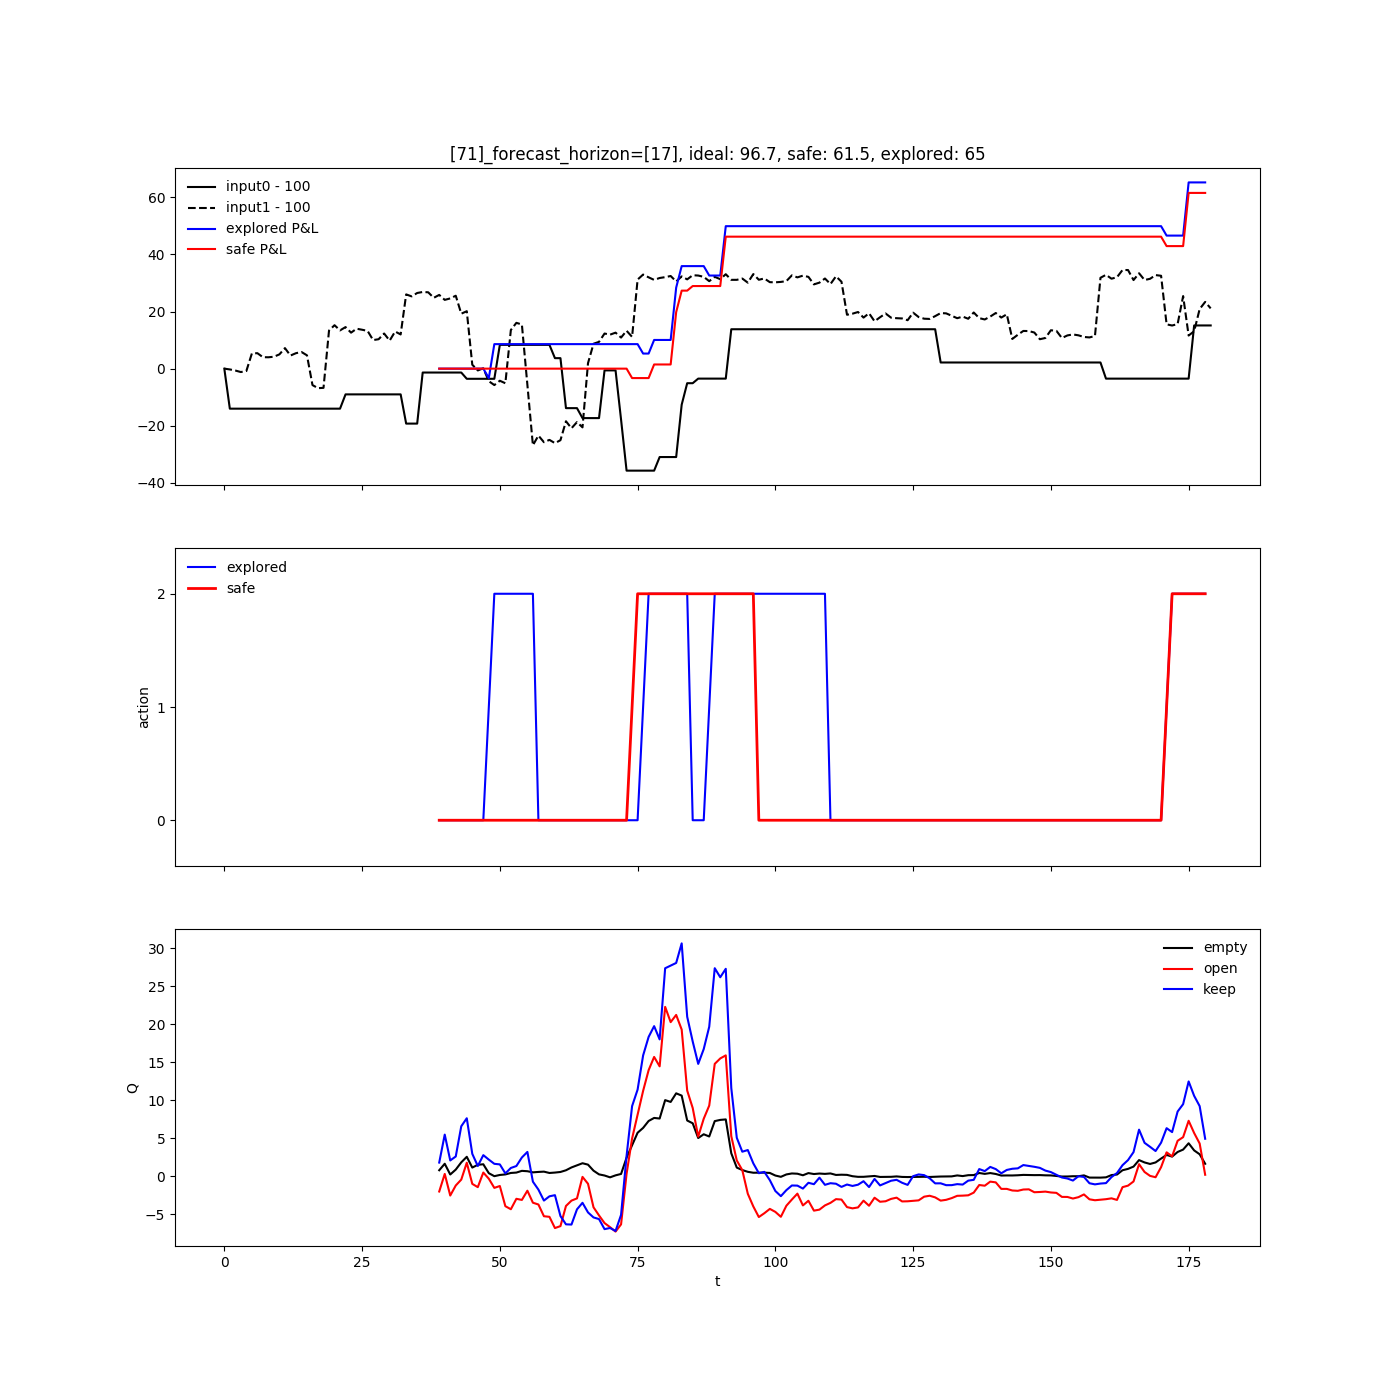 [71]_forecast_horizon=[17], ideal: 96.7, safe: 61.5, explored: 65
input0 - 100
input1 - 100
explored P&L
safe P&L
60
40
20
0
−20
−40
explored
safe
2
1
0
action
empty
open
keep
30
25
20
15
10
5
0
−5
Q
0 25 50 75 100 125 150 175
t